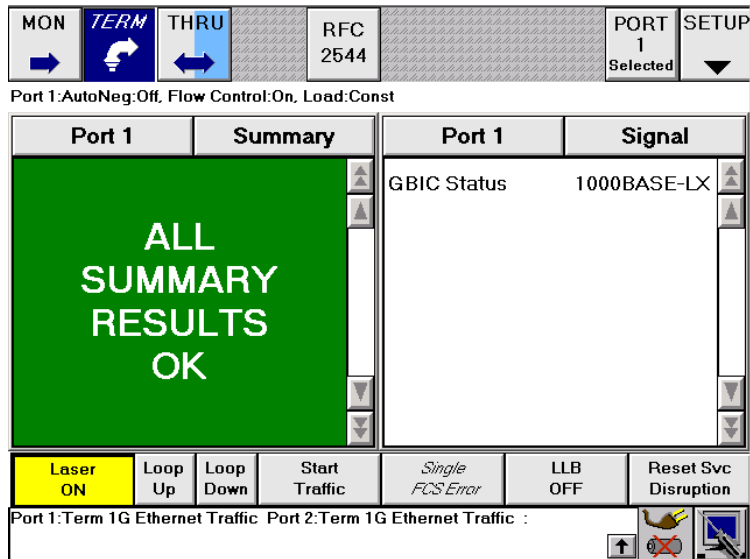 MON TERM THRU RFC 2544 PORT 1 Selected SETUP
Port 1:AutoNeg:Off, Flow Control:On, Load:Const
Port 1 Summary Port 1 Signal
GBIC Status 1000BASE-LX
ALL
SUMMARY
RESULTS
OK
Laser ON Loop Up Loop Down Start Traffic Single FCS Error LLB OFF Reset Svc Disruption
Port 1:Term 1G Ethernet Traffic Port 2:Term 1G Ethernet Traffic :